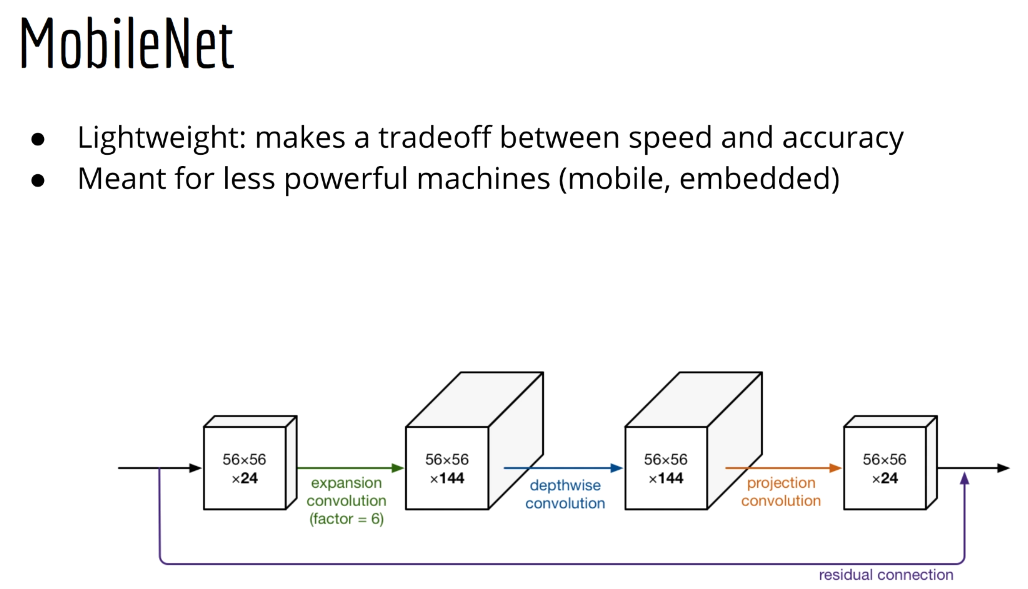 MobileNet
● Lightweight: makes a tradeoff between speed and accuracy
● Meant for less powerful machines (mobile, embedded)
56×56
×24
expansion
convolution
(factor = 6)
56×56
×144
depthwise
convolution
56×56
×144
projection
convolution
56×56
×24
residual connection